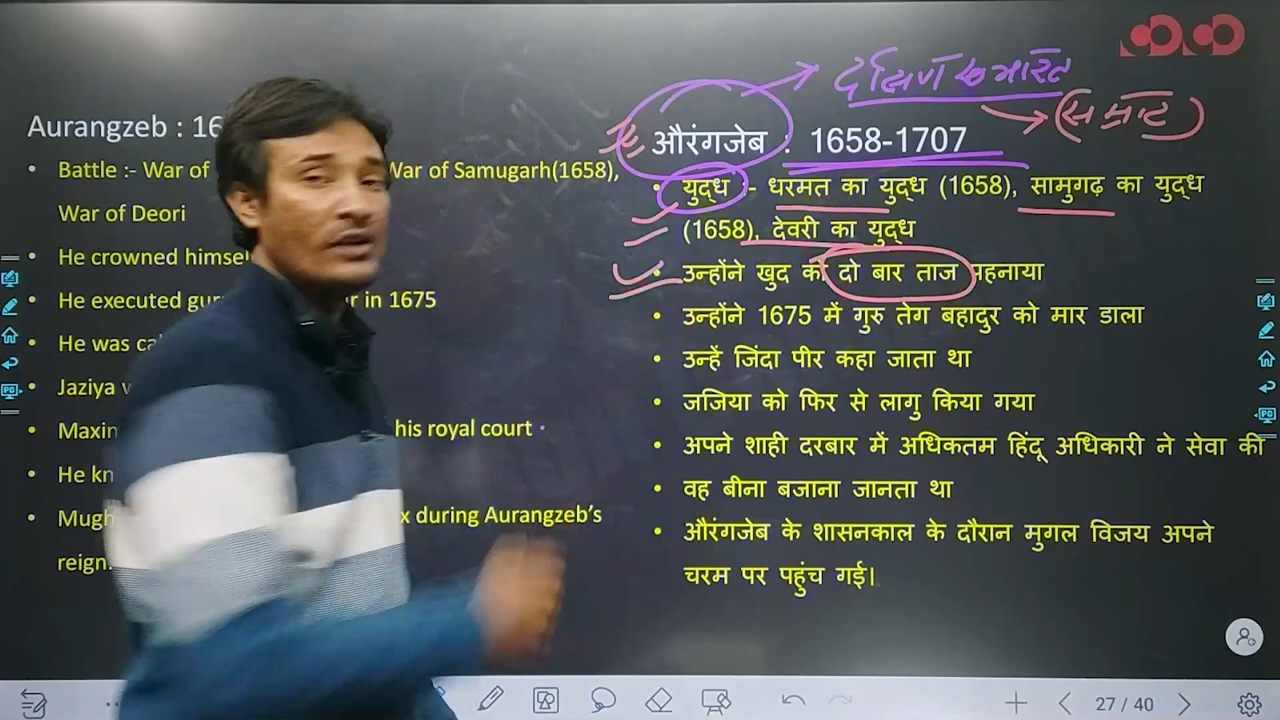 दक्षिण भारत
सम्राट
Aurangzeb : 16
Battle :- War of War of Samugarh(1658),
War of Deori
He crowned himse
He executed gur r in 1675
He was ca
Jaziya
Maxim his royal court
He kn
Mugh x during Aurangzeb's
reign.
औरंगजेब : 1658-1707
युद्ध :- धरमत का युद्ध (1658), सामुगढ़ का युद्ध
(1658), देवरी का युद्ध
उन्होंने खुद को दो बार ताज पहनाया
उन्होंने 1675 में गुरु तेग बहादुर को मार डाला
उन्हें जिंदा पीर कहा जाता था
जजिया को फिर से लागु किया गया
अपने शाही दरबार में अधिकतम हिंदू अधिकारी ने सेवा की
वह बीना बजाना जानता था
औरंगजेब के शासनकाल के दौरान मुगल विजय अपने
चरम पर पहुंच गई।
27 / 40